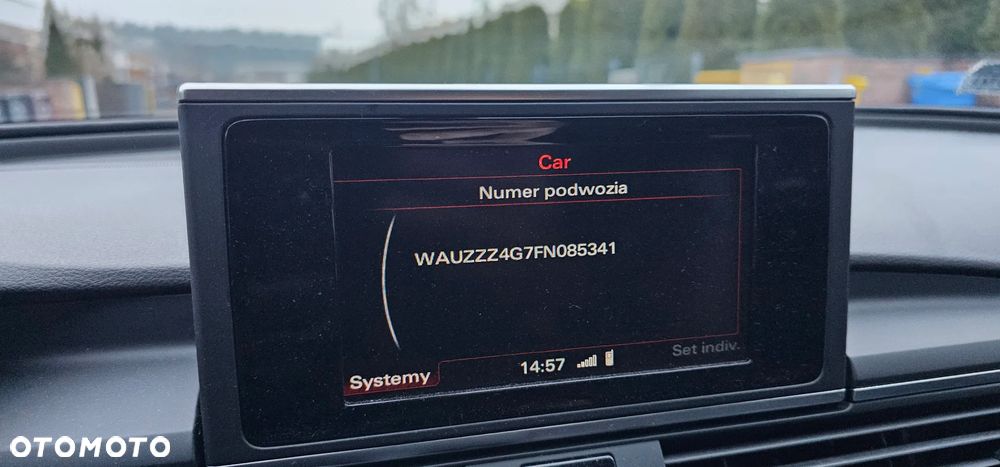 Car
Numer podwozia
WAUZZZ4G7FN085341
Set indiv.
14:57
Systemy
OTOMOTO